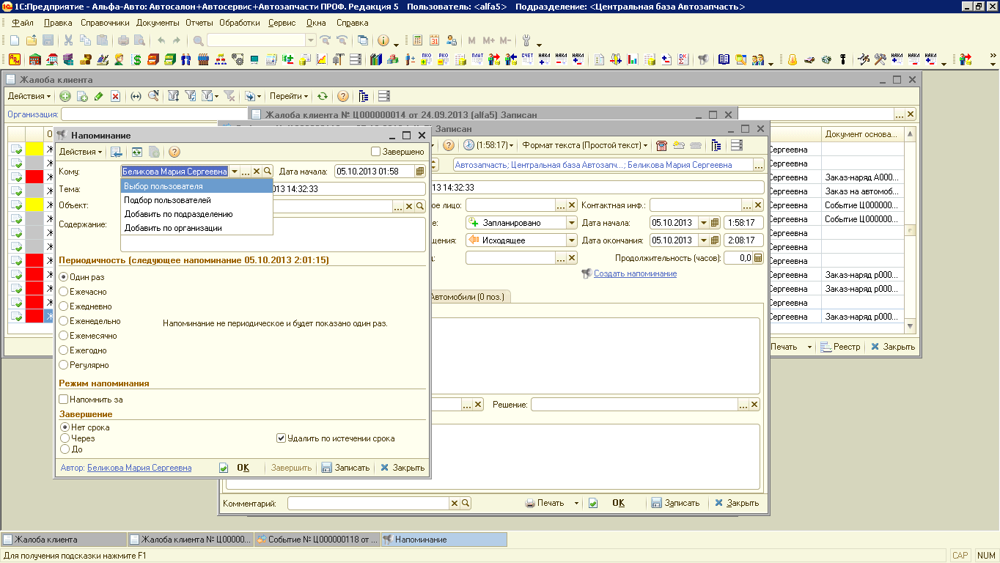 1С:Предприятие - Альфа-Авто: Автосалон+Автосервис+Автозапчасти ПРОФ. Редакция 5 Пользователь: <alfa5> Подразделение: <Центральная база Автозапчасть>
Файл Правка Справочники Документы Отчеты Обработки Сервис Окна Справка
M M+ M-
Жалоба клиента
Действия Перейти
Организация:
Жалоба клиента № Ц000000014 от 24.09.2013 (alfa5) Записан
Записан
Напоминание
Действия Завершено
(1:58:17) Формат текста (Простой текст)
Документ основа...
Кому: Беликова Мария Сергеевна Дата начала: 05.10.2013 01:58
Автозапчасть; Центральная база Автозапч...; Беликова Мария Сергеевна
Выбор пользователя
Подбор пользователей
Добавить по подразделению
Добавить по организации
Тема: 13 14:32:33
13 14:32:33
Объект:
Содержание:
ое лицо: Контактная инф.:
е: Запланировано Дата начала: 05.10.2013 1:58:17
щения: Исходящее Дата окончания: 05.10.2013 2:08:17
Продолжительность (часов): 0,0
Создать напоминание
Автомобили (0 поз.)
Решение:
Сергеевна
Сергеевна
Сергеевна Заказ-наряд А000...
Сергеевна Заказ на автомоб...
Сергеевна Событие Ц000000...
Сергеевна Событие Ц000000...
Сергеевна
Сергеевна
Сергеевна
Сергеевна Заказ-наряд р000...
Сергеевна Заказ-наряд р000...
Сергеевна
Сергеевна Заказ-наряд р000...
Печать Реестр Закрыть
Периодичность (следующее напоминание 05.10.2013 2:01:15)
Один раз
Ежечасно
Ежедневно
Еженедельно
Ежемесячно
Ежегодно
Регулярно
Напоминание не периодическое и будет показано один раз.
Режим напоминания
Напомнить за
Завершение
Нет срока
Через
До
Удалить по истечении срока
Автор: Беликова Мария Сергеевна OK Завершить Записать Закрыть
Комментарий: Печать OK Записать Закрыть
Жалоба клиента Жалоба клиента № Ц00000... Событие № Ц000000118 от ... Напоминание
Для получения подсказки нажмите F1 CAP NUM